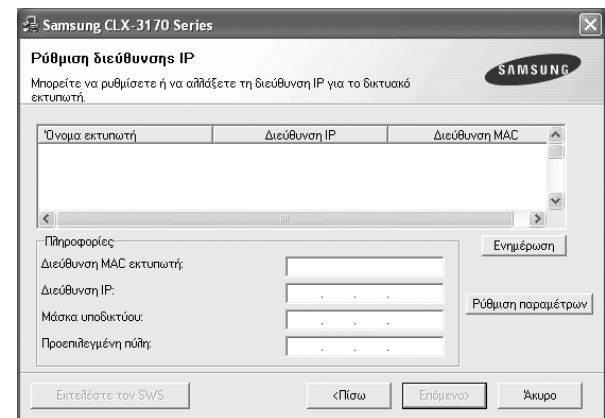 Samsung CLX-3170 Series
Ρύθμιση διεύθυνσης IP
Μπορείτε να ρυθμίσετε ή να αλλάξετε τη διεύθυνση IP για το δικτυακό
εκτυπωτή.
SAMSUNG
Όνομα εκτυπωτή Διεύθυνση IP Διεύθυνση MAC
Πληροφορίες
Ενημέρωση
Διεύθυνση MAC εκτυπωτή:
Διεύθυνση IP: . . .
Ρύθμιση παραμέτρων
Μάσκα υποδικτύου: . . .
Προεπιλεγμένη πύλη: . . .
Εκτελέστε τον SWS <Πίσω Επόμενο> Άκυρο